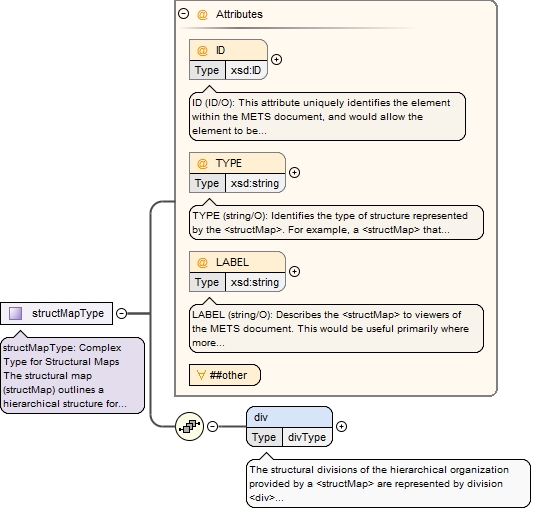 @ Attributes
@ ID
Type xsd:ID
ID (ID/O): This attribute uniquely identifies the element
within the METS document, and would allow the
element to be...
@ TYPE
Type xsd:string
TYPE (string/O): Identifies the type of structure represented
by the <structMap>. For example, a <structMap> that...
@ LABEL
Type xsd:string
LABEL (string/O): Describes the <structMap> to viewers of
the METS document. This would be useful primarily where
more...
∀ ##other
structMapType
structMapType: Complex
Type for Structural Maps
The structural map
(structMap) outlines a
hierarchical structure for...
div
Type divType
The structural divisions of the hierarchical organization
provided by a <structMap> are represented by division
<div>...